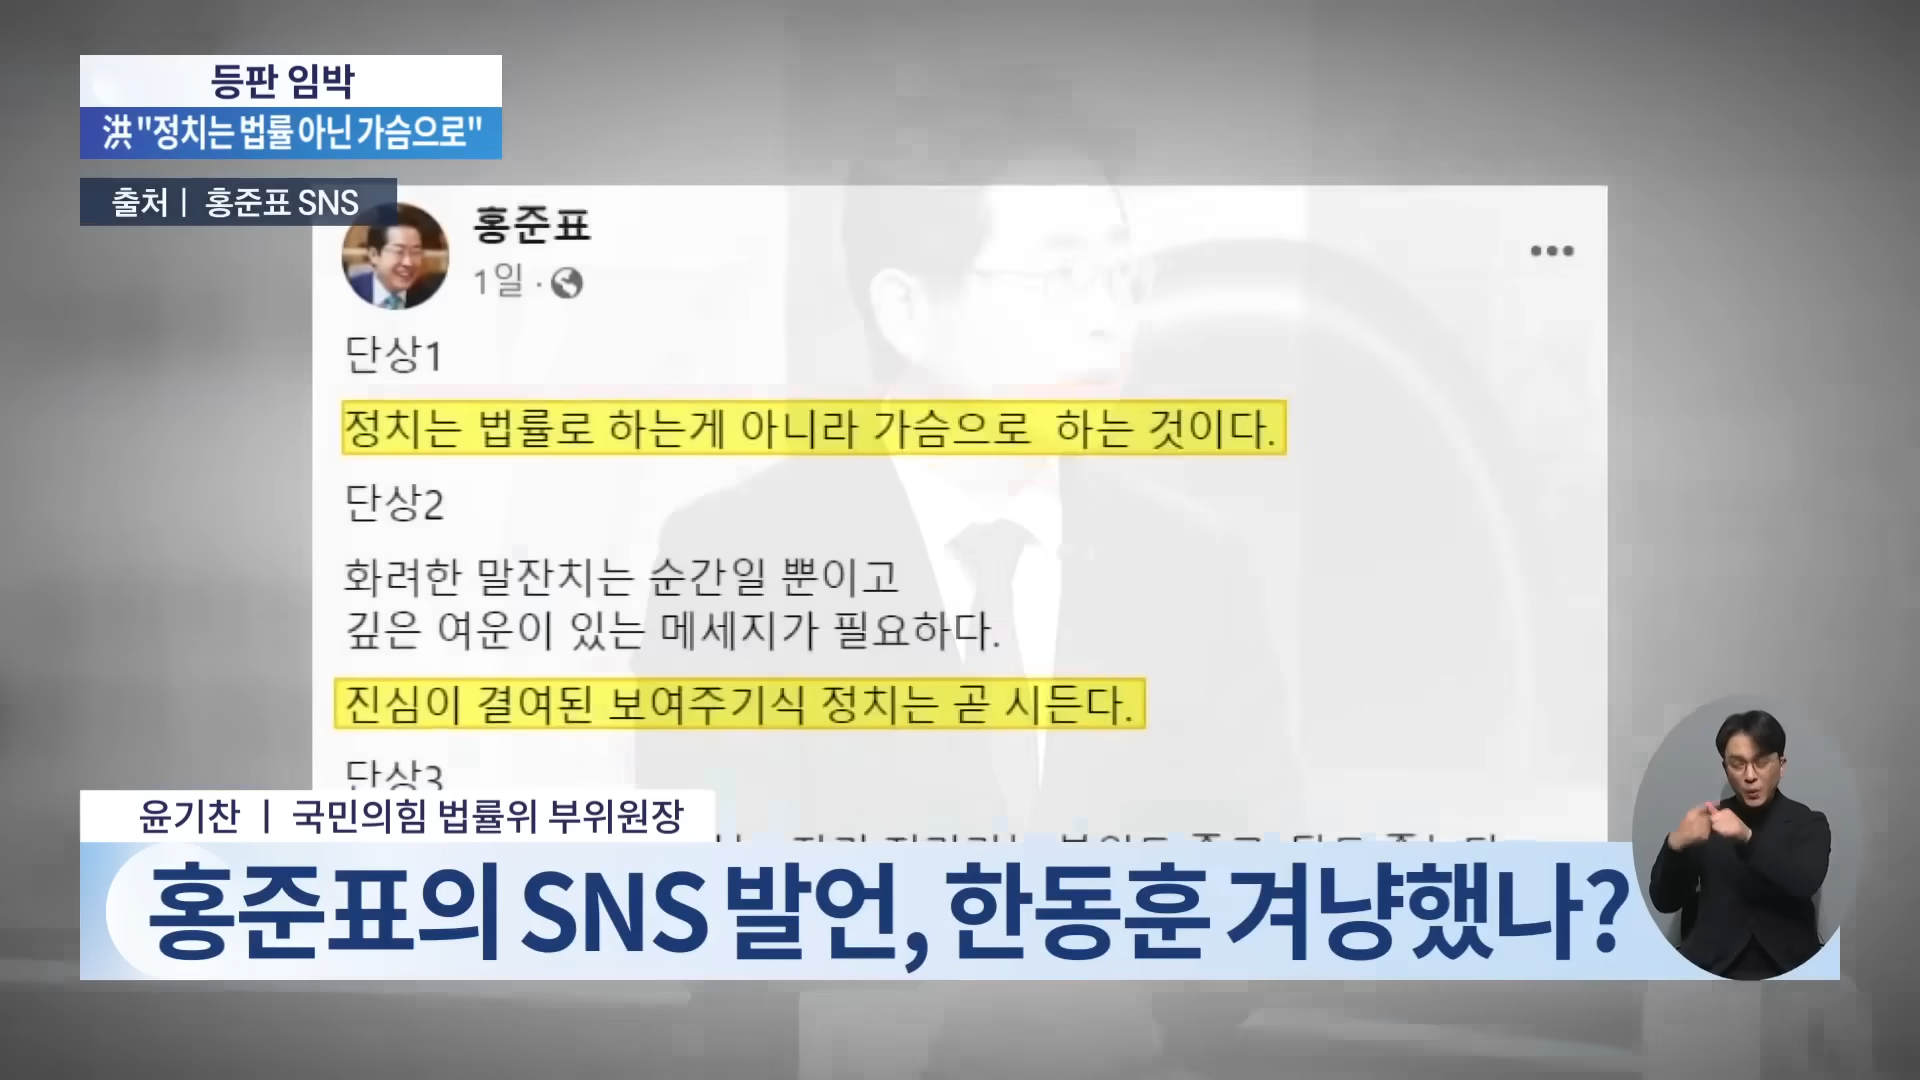 등판 임박
洪 "정치는 법률 아닌 가슴으로"
출처ㅣ 홍준표 SNS
홍준표
1일 ·
단상1
정치는 법률로 하는게 아니라 가슴으로 하는 것이다.
단상2
화려한 말잔치는 순간일 뿐이고
깊은 여운이 있는 메세지가 필요하다.
진심이 결여된 보여주기식 정치는 곧 시든다.
단상3
윤기찬 ㅣ 국민의힘 법률위 부위원장
홍준표의 SNS 발언, 한동훈 겨냥했나?